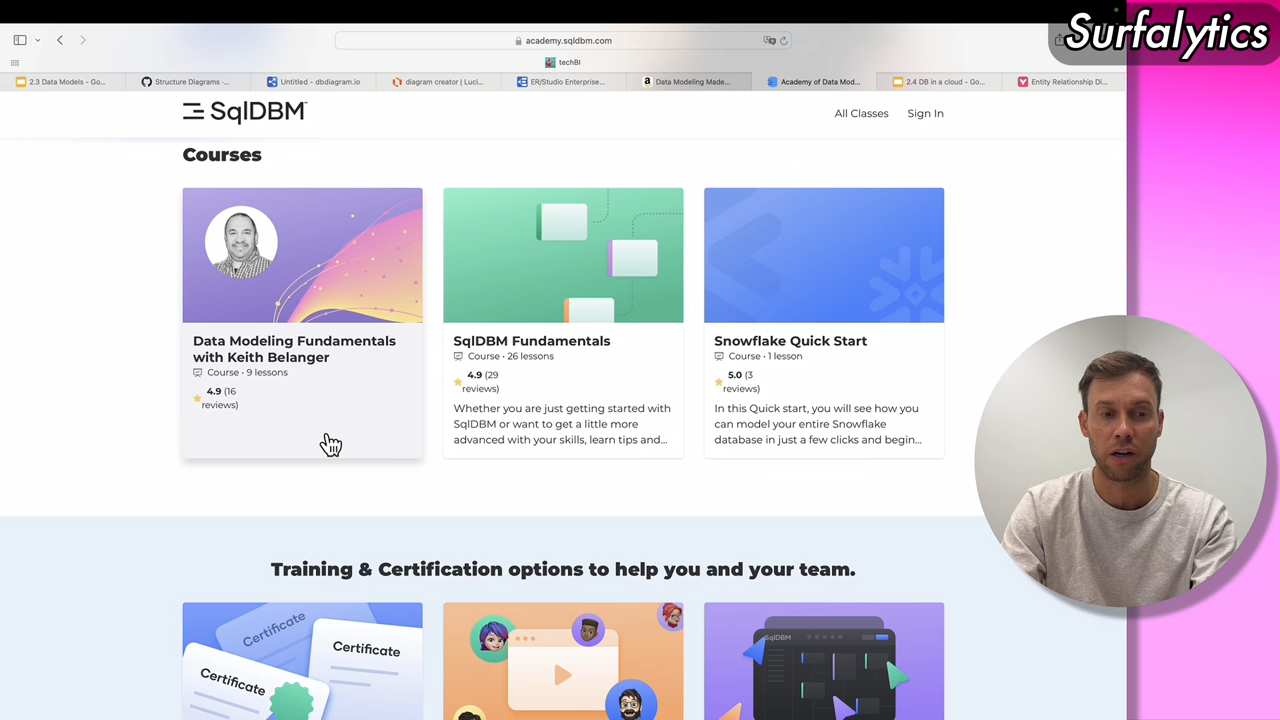 Surfalytics
academy.sqldbm.com
techBI
2.3 Data Models - Go...
Structure Diagrams -...
Untitled - dbdiagram.io
diagram creator | Luci...
ER/Studio Enterprise...
Data Modeling Made...
Academy of Data Mod...
2.4 DB in a cloud - Go...
Entity Relationship Di...
SqlDBM
All Classes
Sign In
Courses
Data Modeling Fundamentals
with Keith Belanger
Course • 9 lessons
4.9 (16
reviews)
SqlDBM Fundamentals
Course • 26 lessons
4.9 (29
reviews)
Whether you are just getting started with
SqlDBM or want to get a little more
advanced with your skills, learn tips and...
Snowflake Quick Start
Course • 1 lesson
5.0 (3
reviews)
In this Quick start, you will see how you
can model your entire Snowflake
database in just a few clicks and begin...
Training & Certification options to help you and your team.
Certificate
Certificate
Certificate
SqlDBM